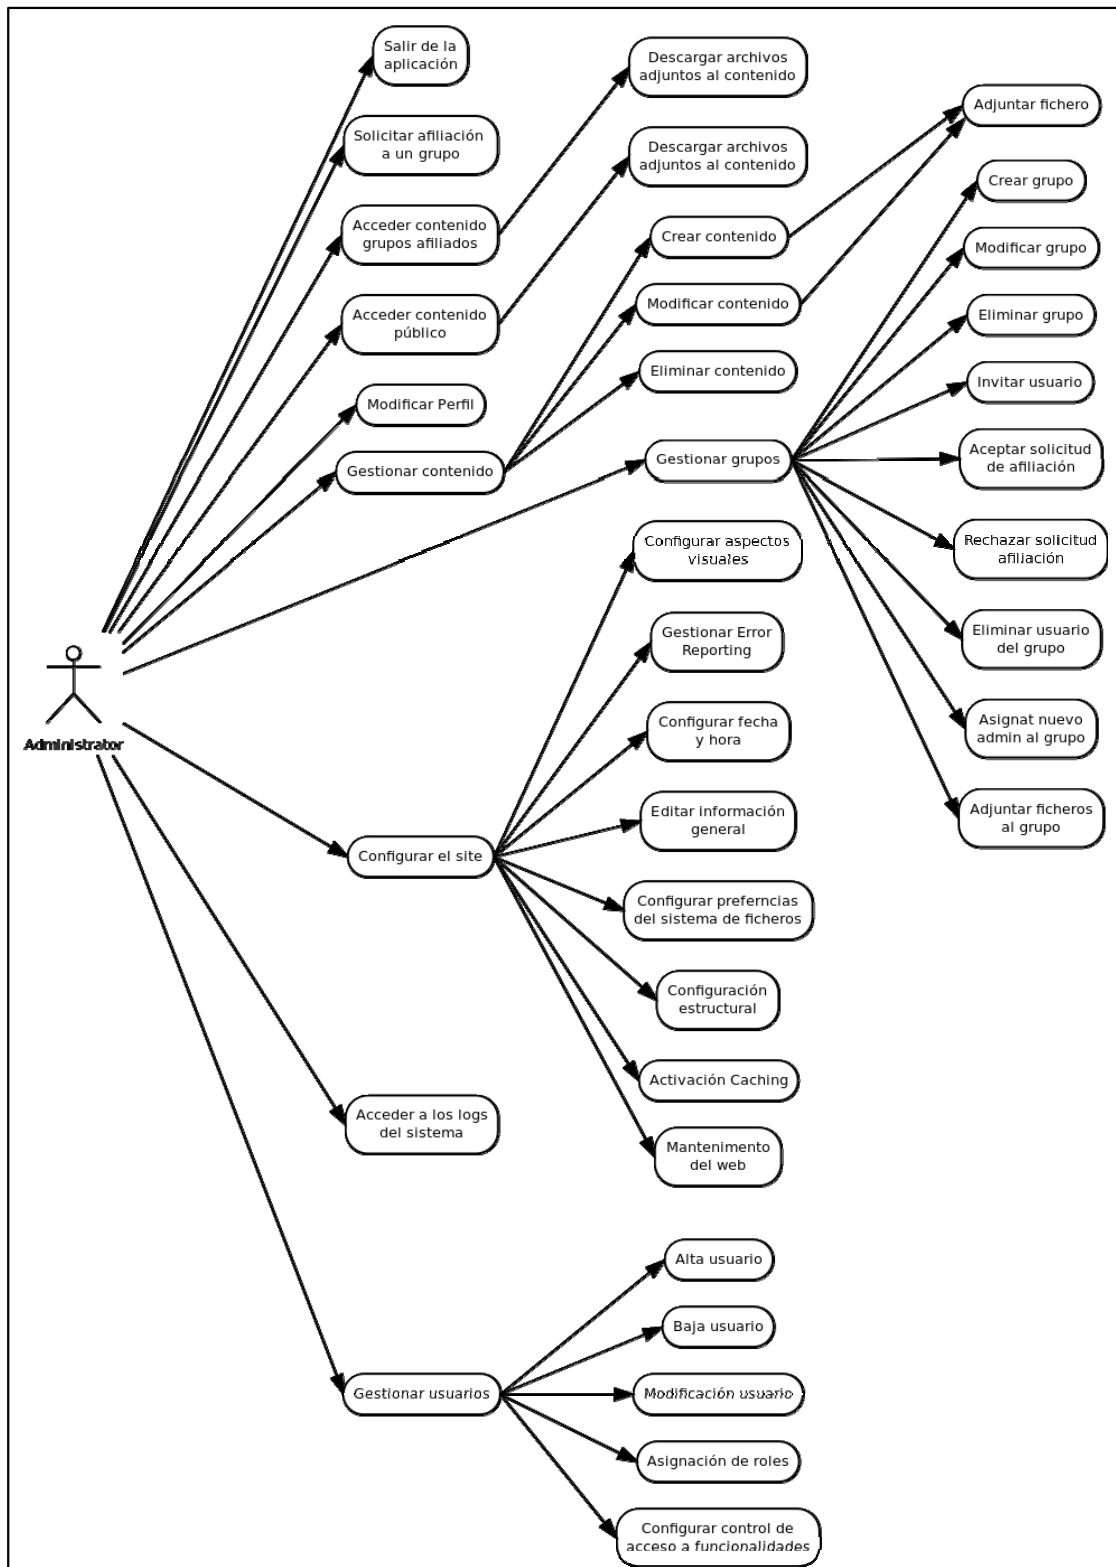 Salir de la
aplicación
Solicitar afiliación
a un grupo
Acceder contenido
grupos afiliados
Acceder contenido
público
Modificar Perfil
Gestionar contenido
Descargar archivos
adjuntos al contenido
Descargar archivos
adjuntos al contenido
Crear contenido
Modificar contenido
Eliminar contenido
Gestionar grupos
Adjuntar fichero
Crear grupo
Modificar grupo
Eliminar grupo
Invitar usuario
Aceptar solicitud
de afiliación
Rechazar solicitud
afiliación
Eliminar usuario
del grupo
Asignat nuevo
admin al grupo
Adjuntar ficheros
al grupo
Administrator
Configurar el site
Configurar aspectos
visuales
Gestionar Error
Reporting
Configurar fecha
y hora
Editar información
general
Configurar preferncias
del sistema de ficheros
Configuración
estructural
Activación Caching
Mantenimento
del web
Acceder a los logs
del sistema
Gestionar usuarios
Alta usuario
Baja usuario
Modificación usuario
Asignación de roles
Configurar control de
acceso a funcionalidades